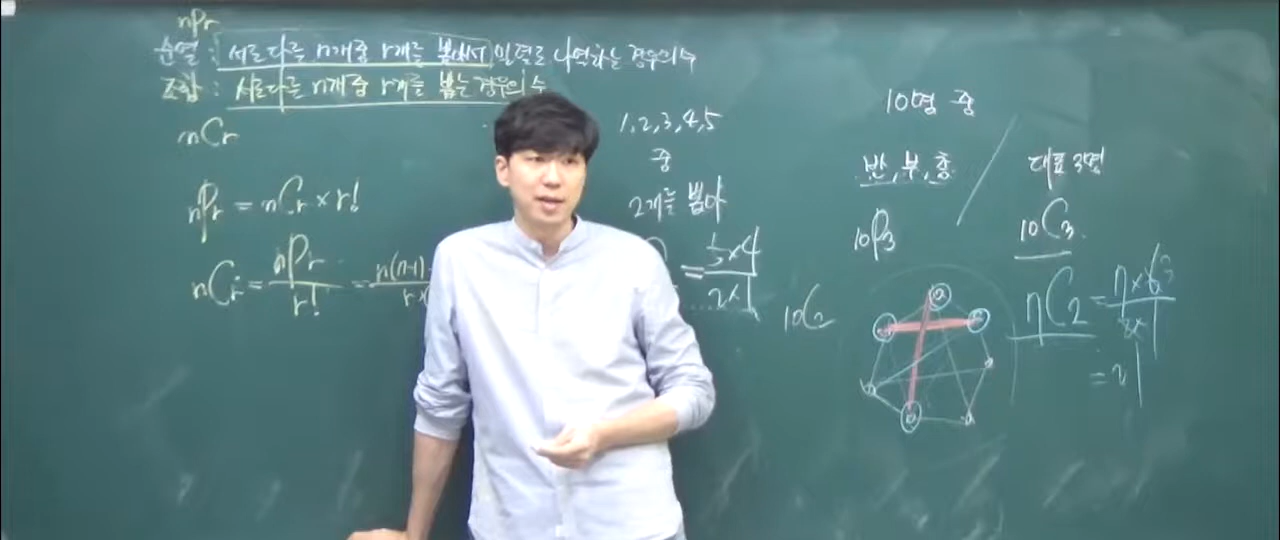 nPr
순열 : 서로다른 n개중 r개를 뽑아서 일렬로 나열하는 경우의 수
조합 : 서로다른 n개중 r개를 뽑는 경우의 수
nCr
nPr = nCr × r!
nCr = nPr / r! = n(n-1)
1, 2, 3, 4, 5
중
2개를 뽑아
= 5×4 / 2×1
10명 중
반, 부, 총
10P3
대표 3명
10C3
10C2
7C2 = 7×6 3 / 2×1
= 21